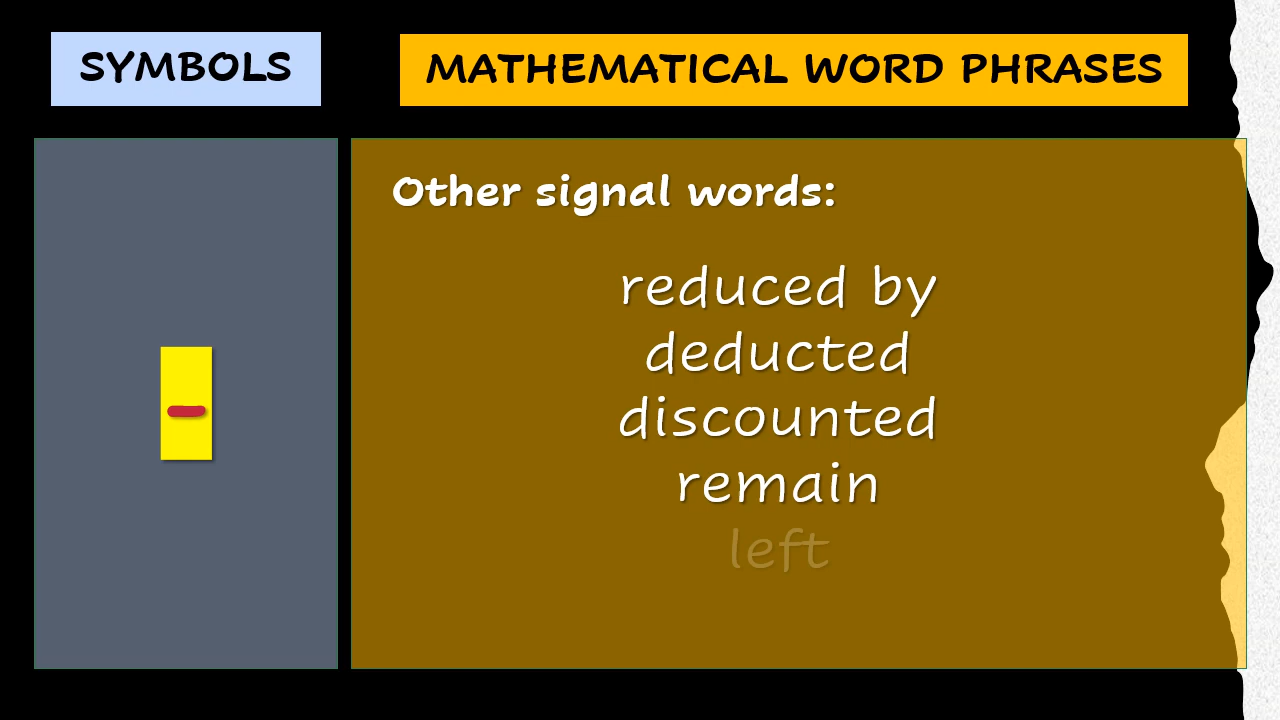 SYMBOLS
MATHEMATICAL WORD PHRASES
-
Other signal words:
reduced by
deducted
discounted
remain
left